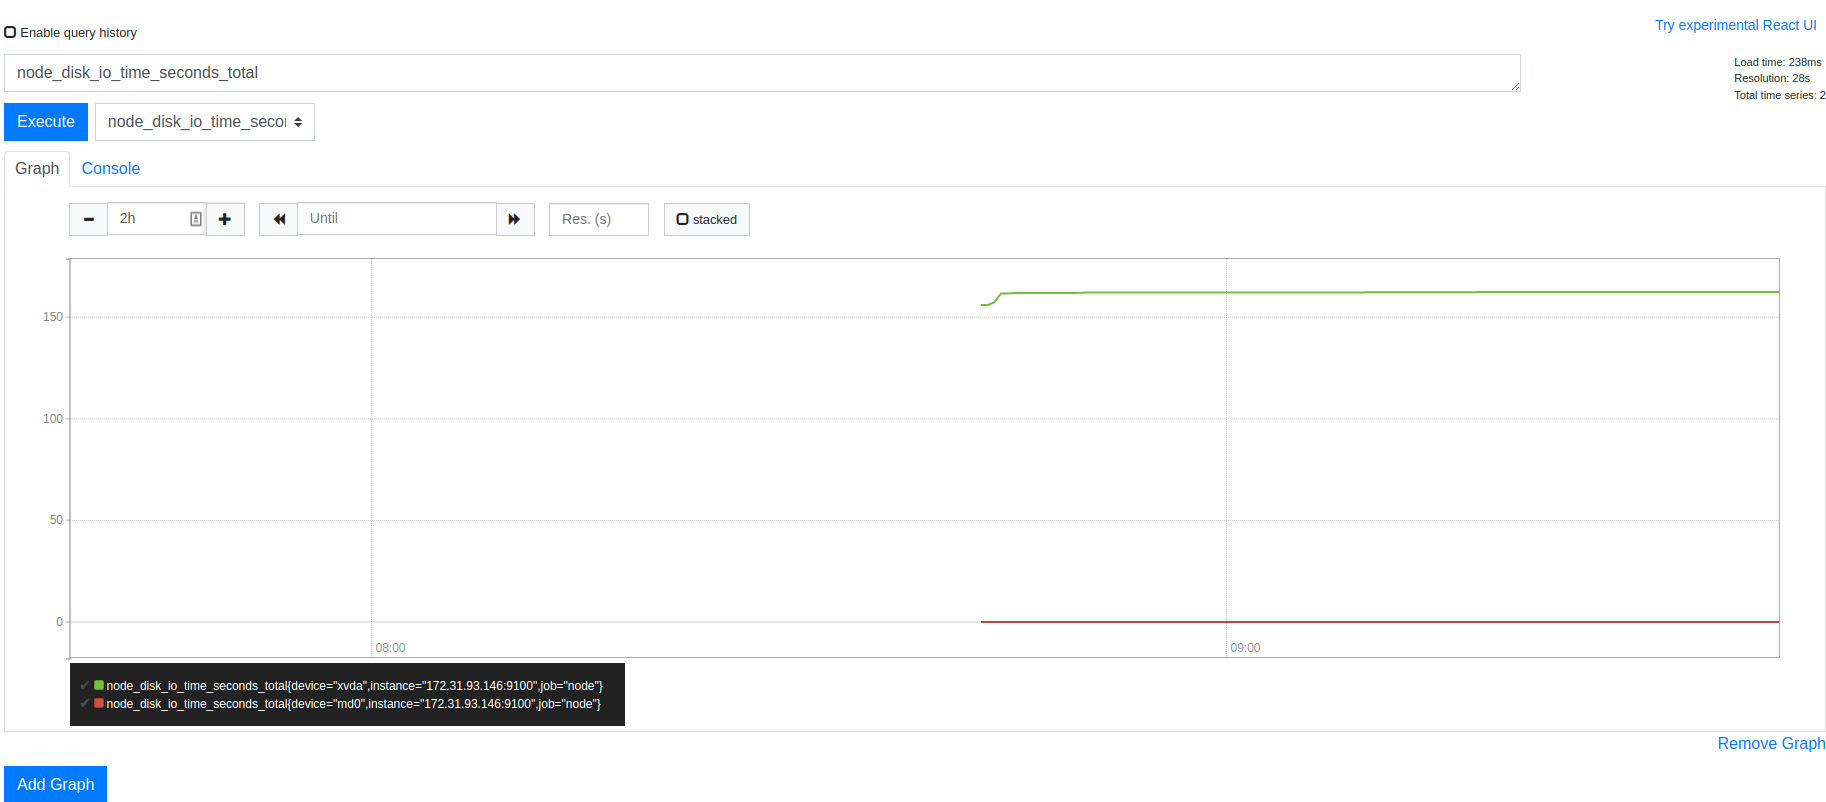 Enable query history
Try experimental React UI
node_disk_io_time_seconds_total
Load time: 238ms
Resolution: 28s
Total time series: 2
Execute
node_disk_io_time_secor
Graph
Console
2h
Until
Res. (s)
stacked
150
100
50
0
08:00
09:00
node_disk_io_time_seconds_total{device="xvda",instance="172.31.93.146:9100",job="node"}
node_disk_io_time_seconds_total{device="md0",instance="172.31.93.146:9100",job="node"}
Remove Graph
Add Graph